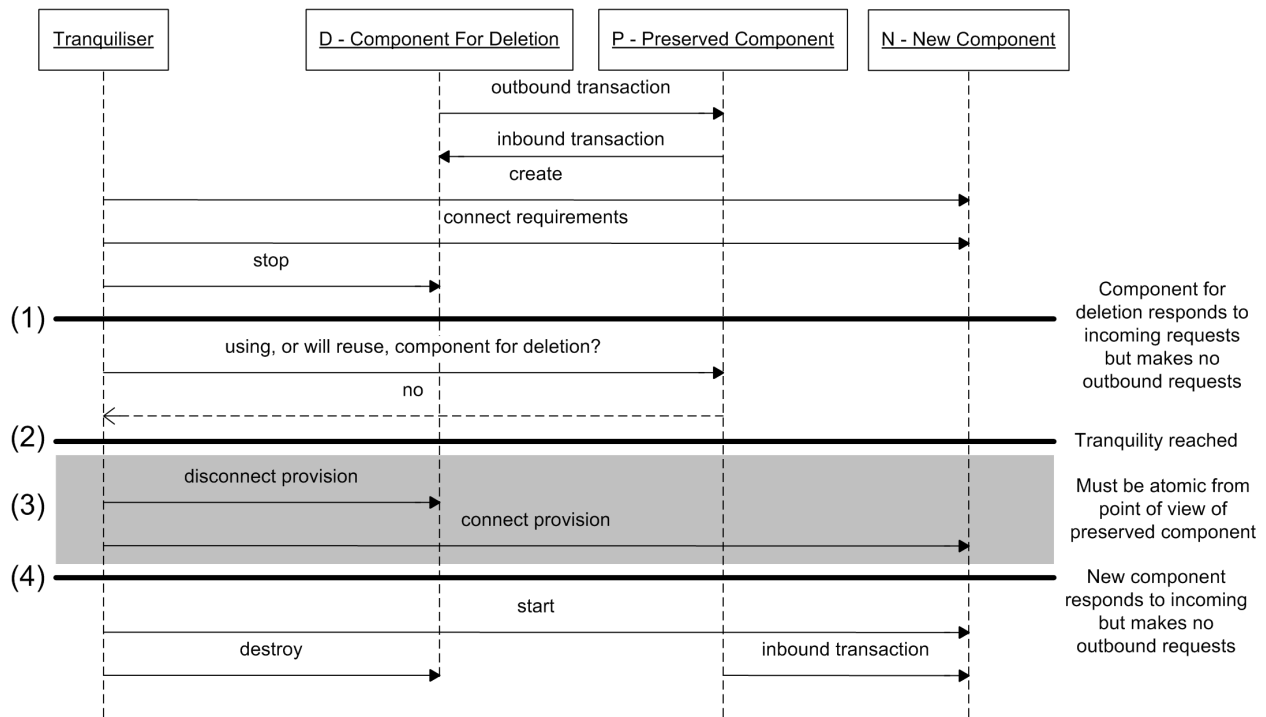 Tranquiliser
D - Component For Deletion
P - Preserved Component
N - New Component
outbound transaction
inbound transaction
create
connect requirements
stop
(1)
Component for
deletion responds to
incoming requests
but makes no
outbound requests
using, or will reuse, component for deletion?
no
(2)
Tranquility reached
disconnect provision
(3)
connect provision
Must be atomic from
point of view of
preserved component
(4)
New component
responds to incoming
but makes no
outbound requests
start
destroy
inbound transaction